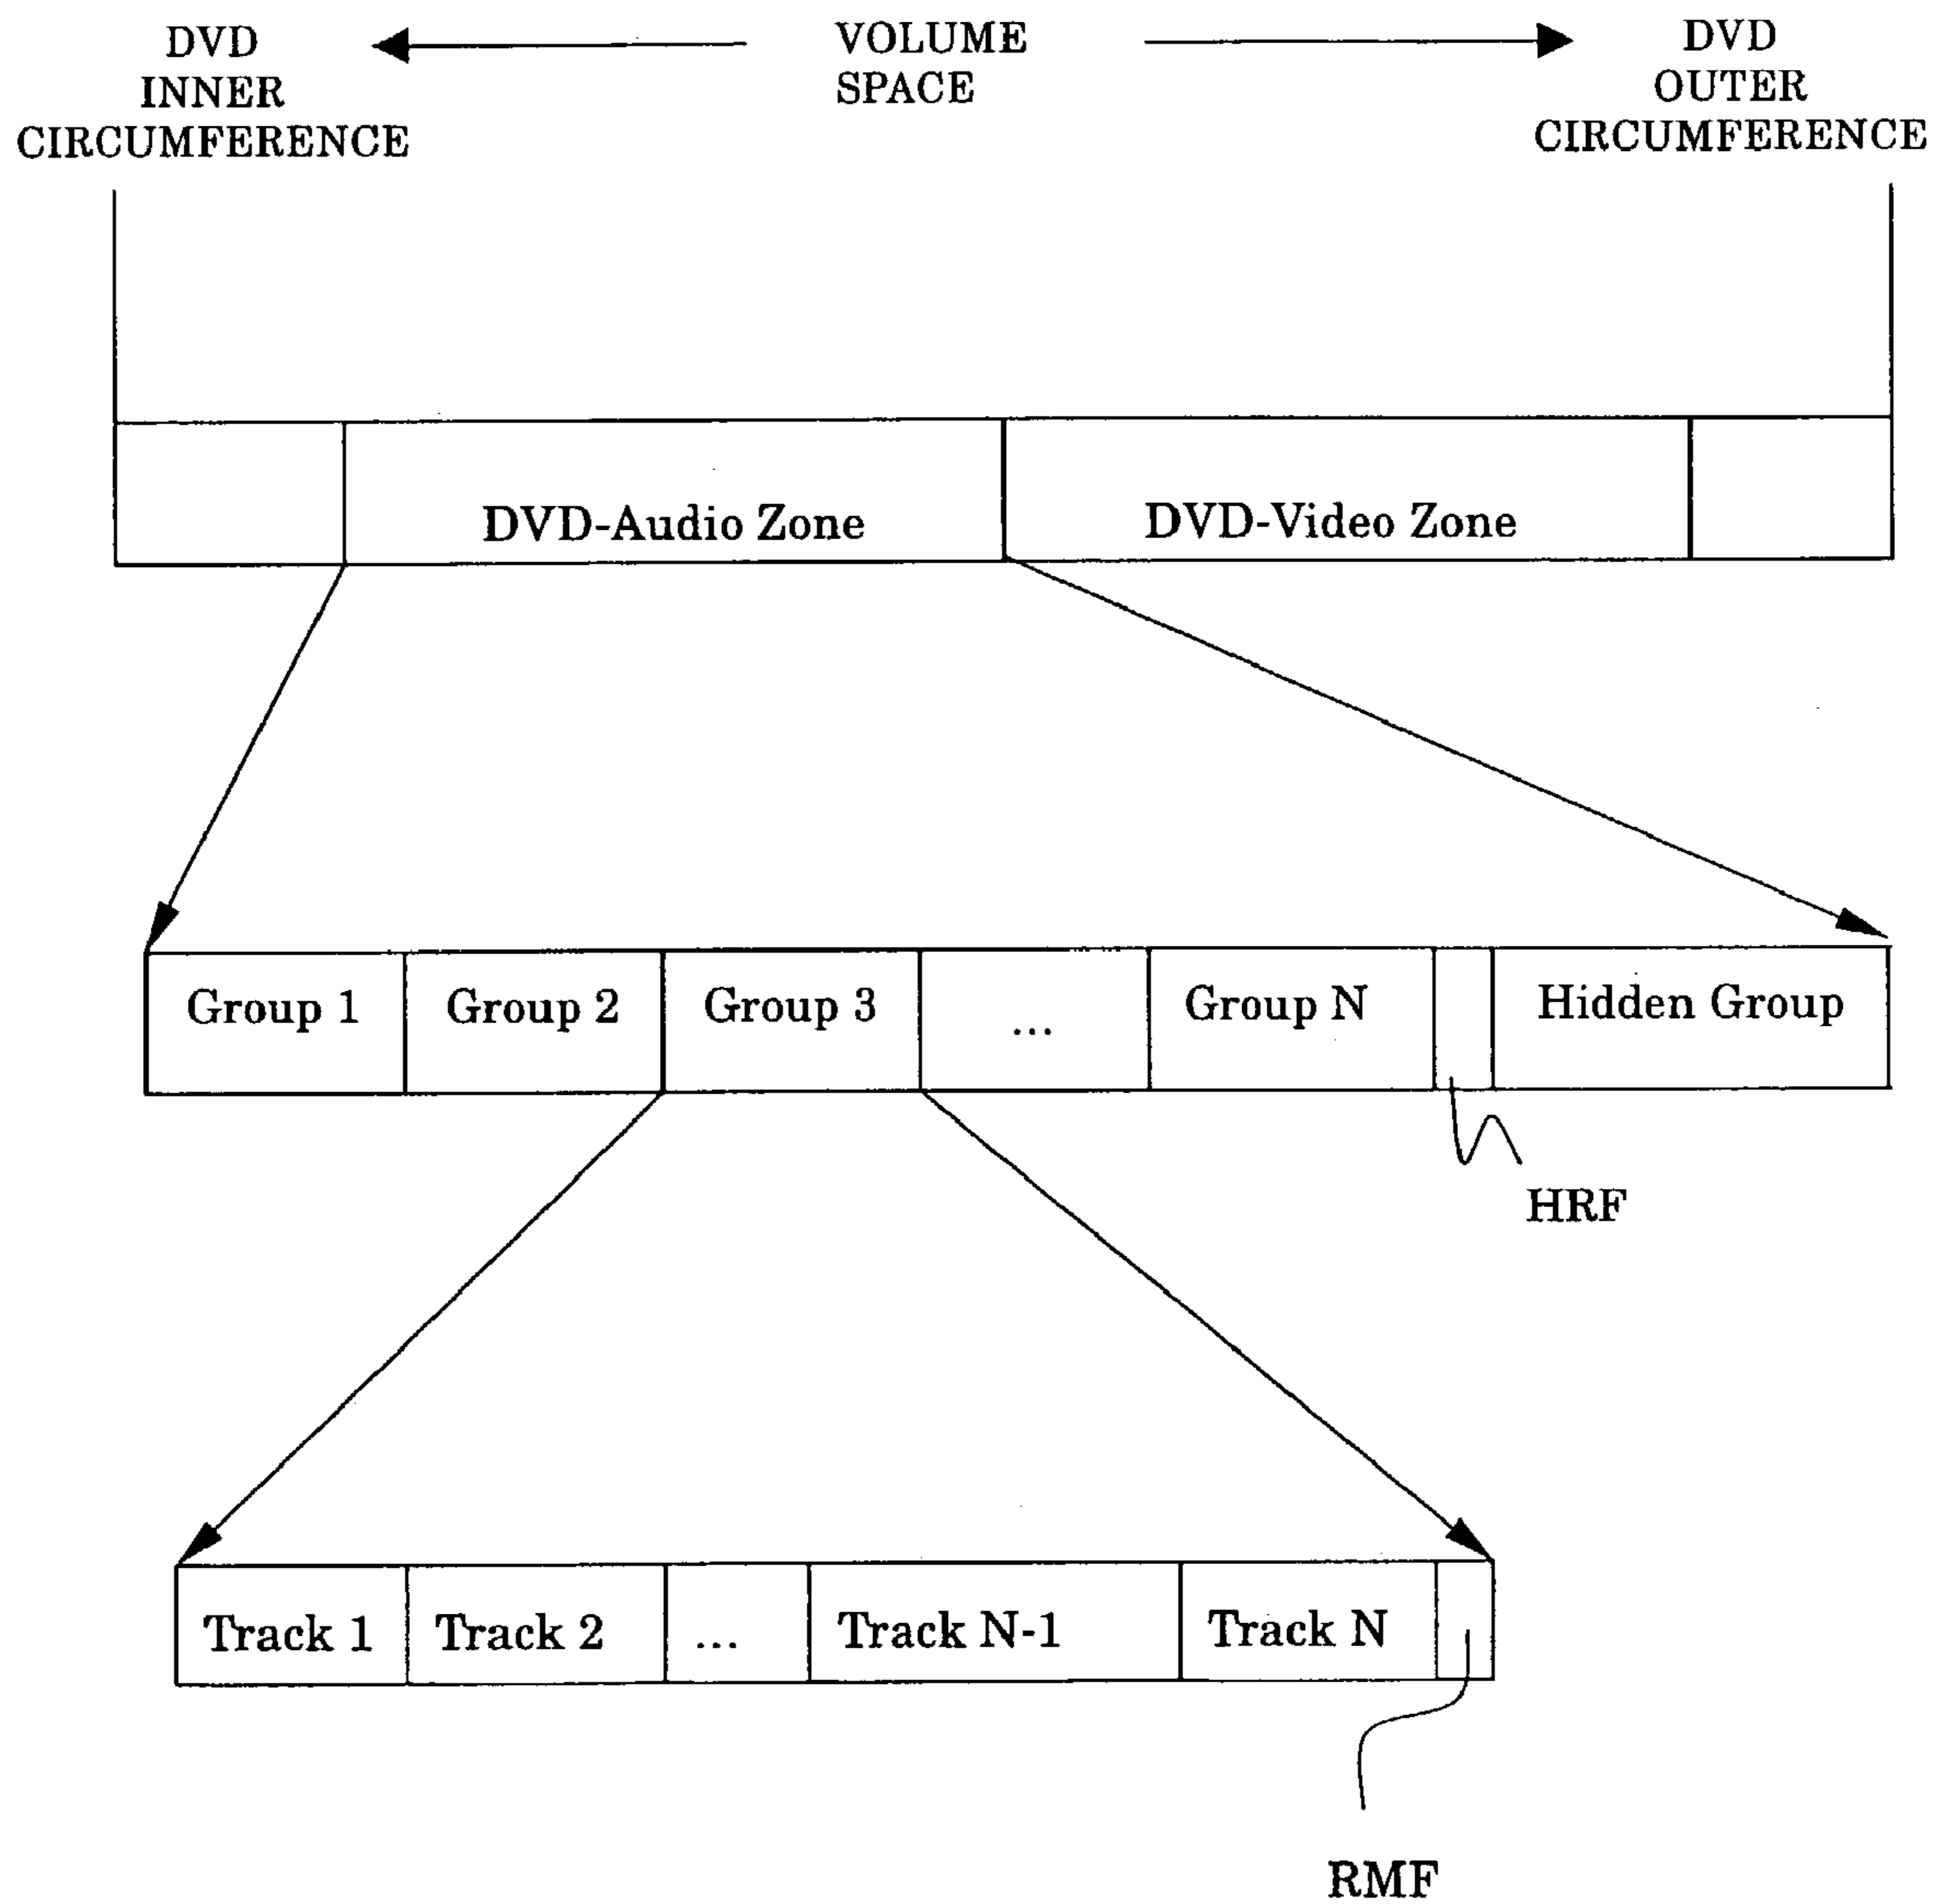 DVD
INNER
CIRCUMFERENCE
VOLUME
SPACE
DVD
OUTER
CIRCUMFERENCE
DVD-Audio Zone
DVD-Video Zone
Group 1
Group 2
Group 3
...
Group N
Hidden Group
HRF
Track 1
Track 2
...
Track N-1
Track N
RMF